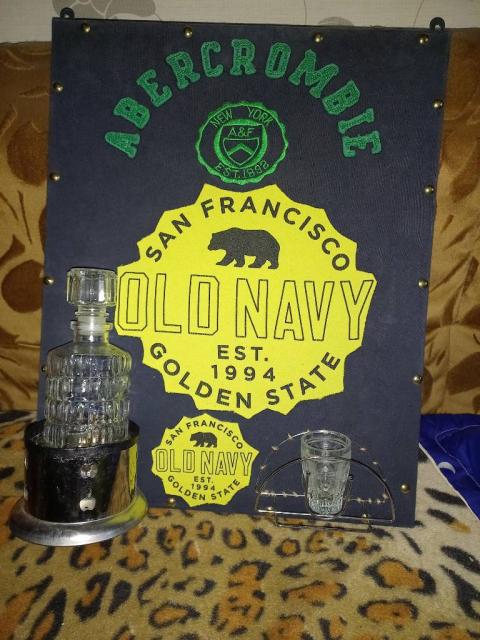 ABERCROMBIE
NEW YORK
A&F
EST. 1892
SAN FRANCISCO
OLD NAVY
EST.
1994
GOLDEN STATE
SAN FRANCISCO
OLD NAVY
EST.
1994
GOLDEN STATE